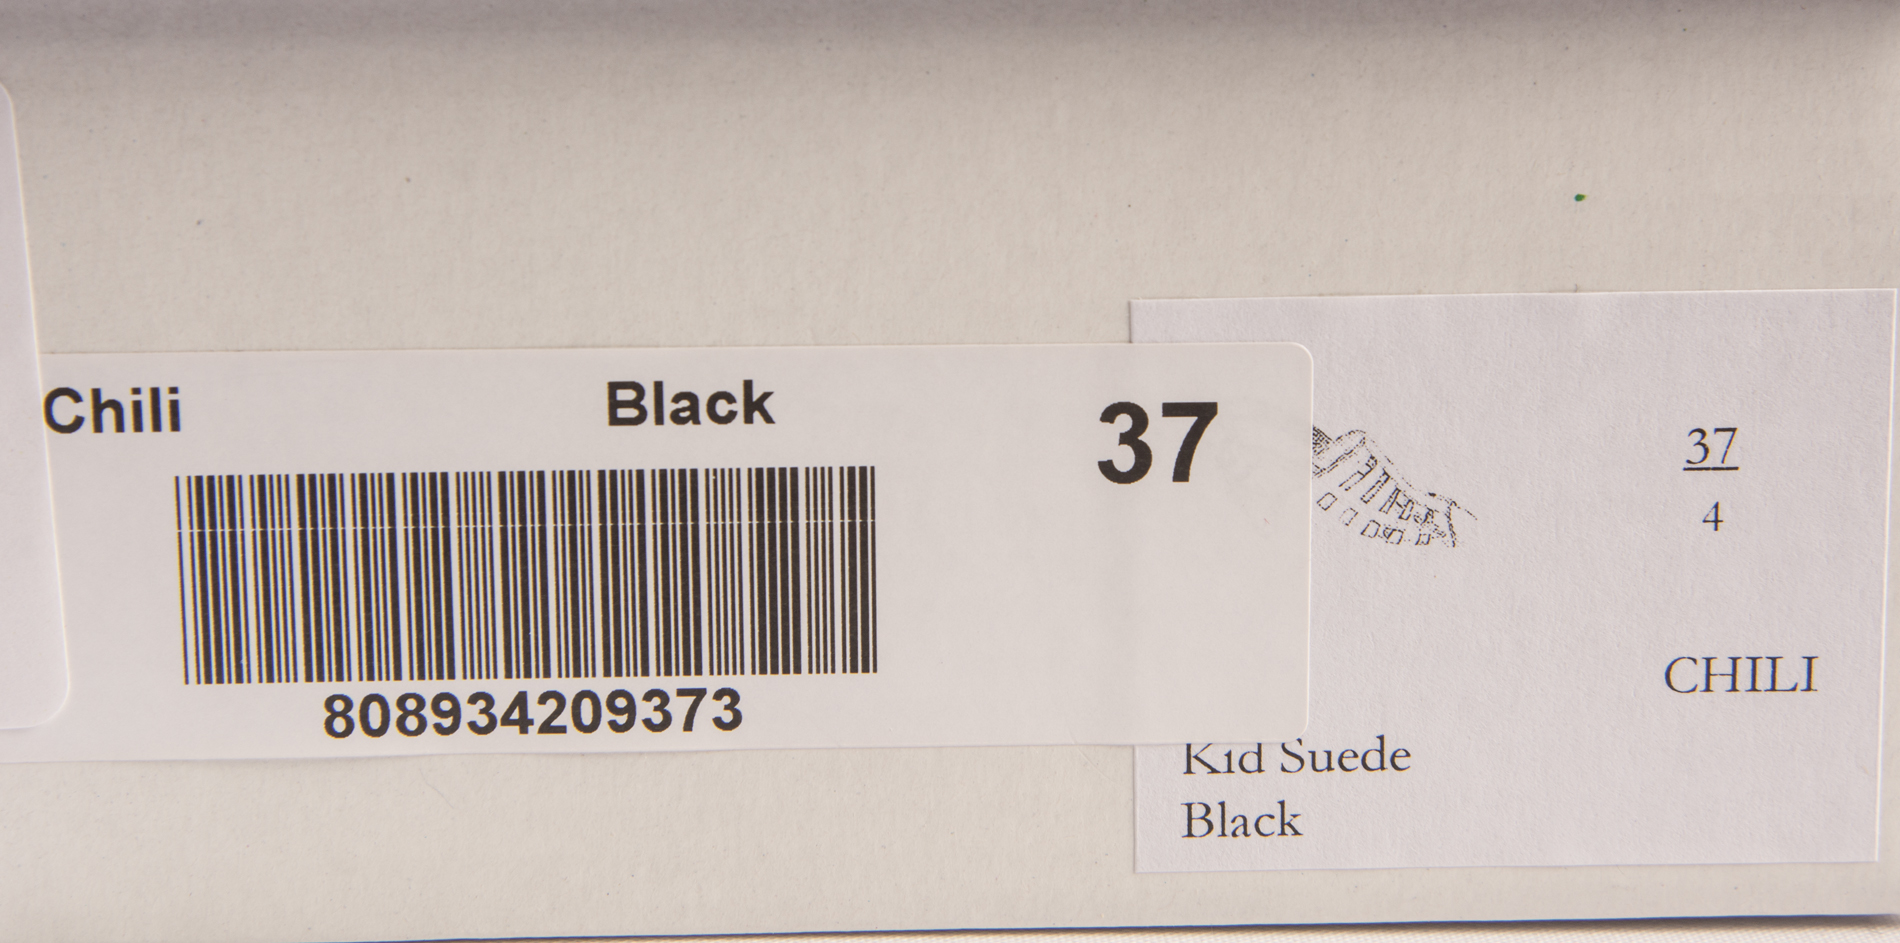 Chili Black 37
808934209373
37
4
CHILI
Kid Suede
Black